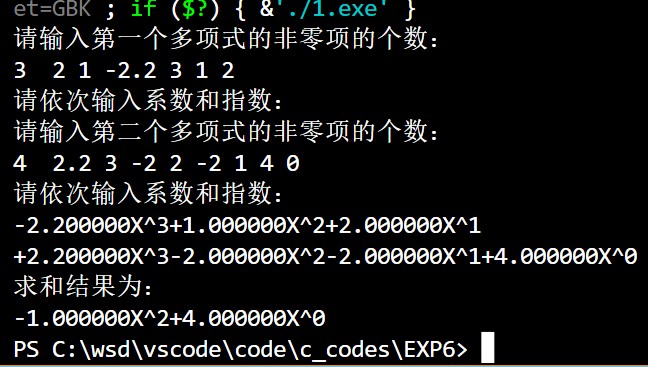 et=GBK ; if ($?) { &'./1.exe' }
请输入第一个多项式的非零项的个数：
3  2 1 -2.2 3 1 2
请依次输入系数和指数：
请输入第二个多项式的非零项的个数：
4  2.2 3 -2 2 -2 1 4 0
请依次输入系数和指数：
-2.200000X^3+1.000000X^2+2.000000X^1
+2.200000X^3-2.000000X^2-2.000000X^1+4.000000X^0
求和结果为：
-1.000000X^2+4.000000X^0
PS C:\wsd\vscode\code\c_codes\EXP6>